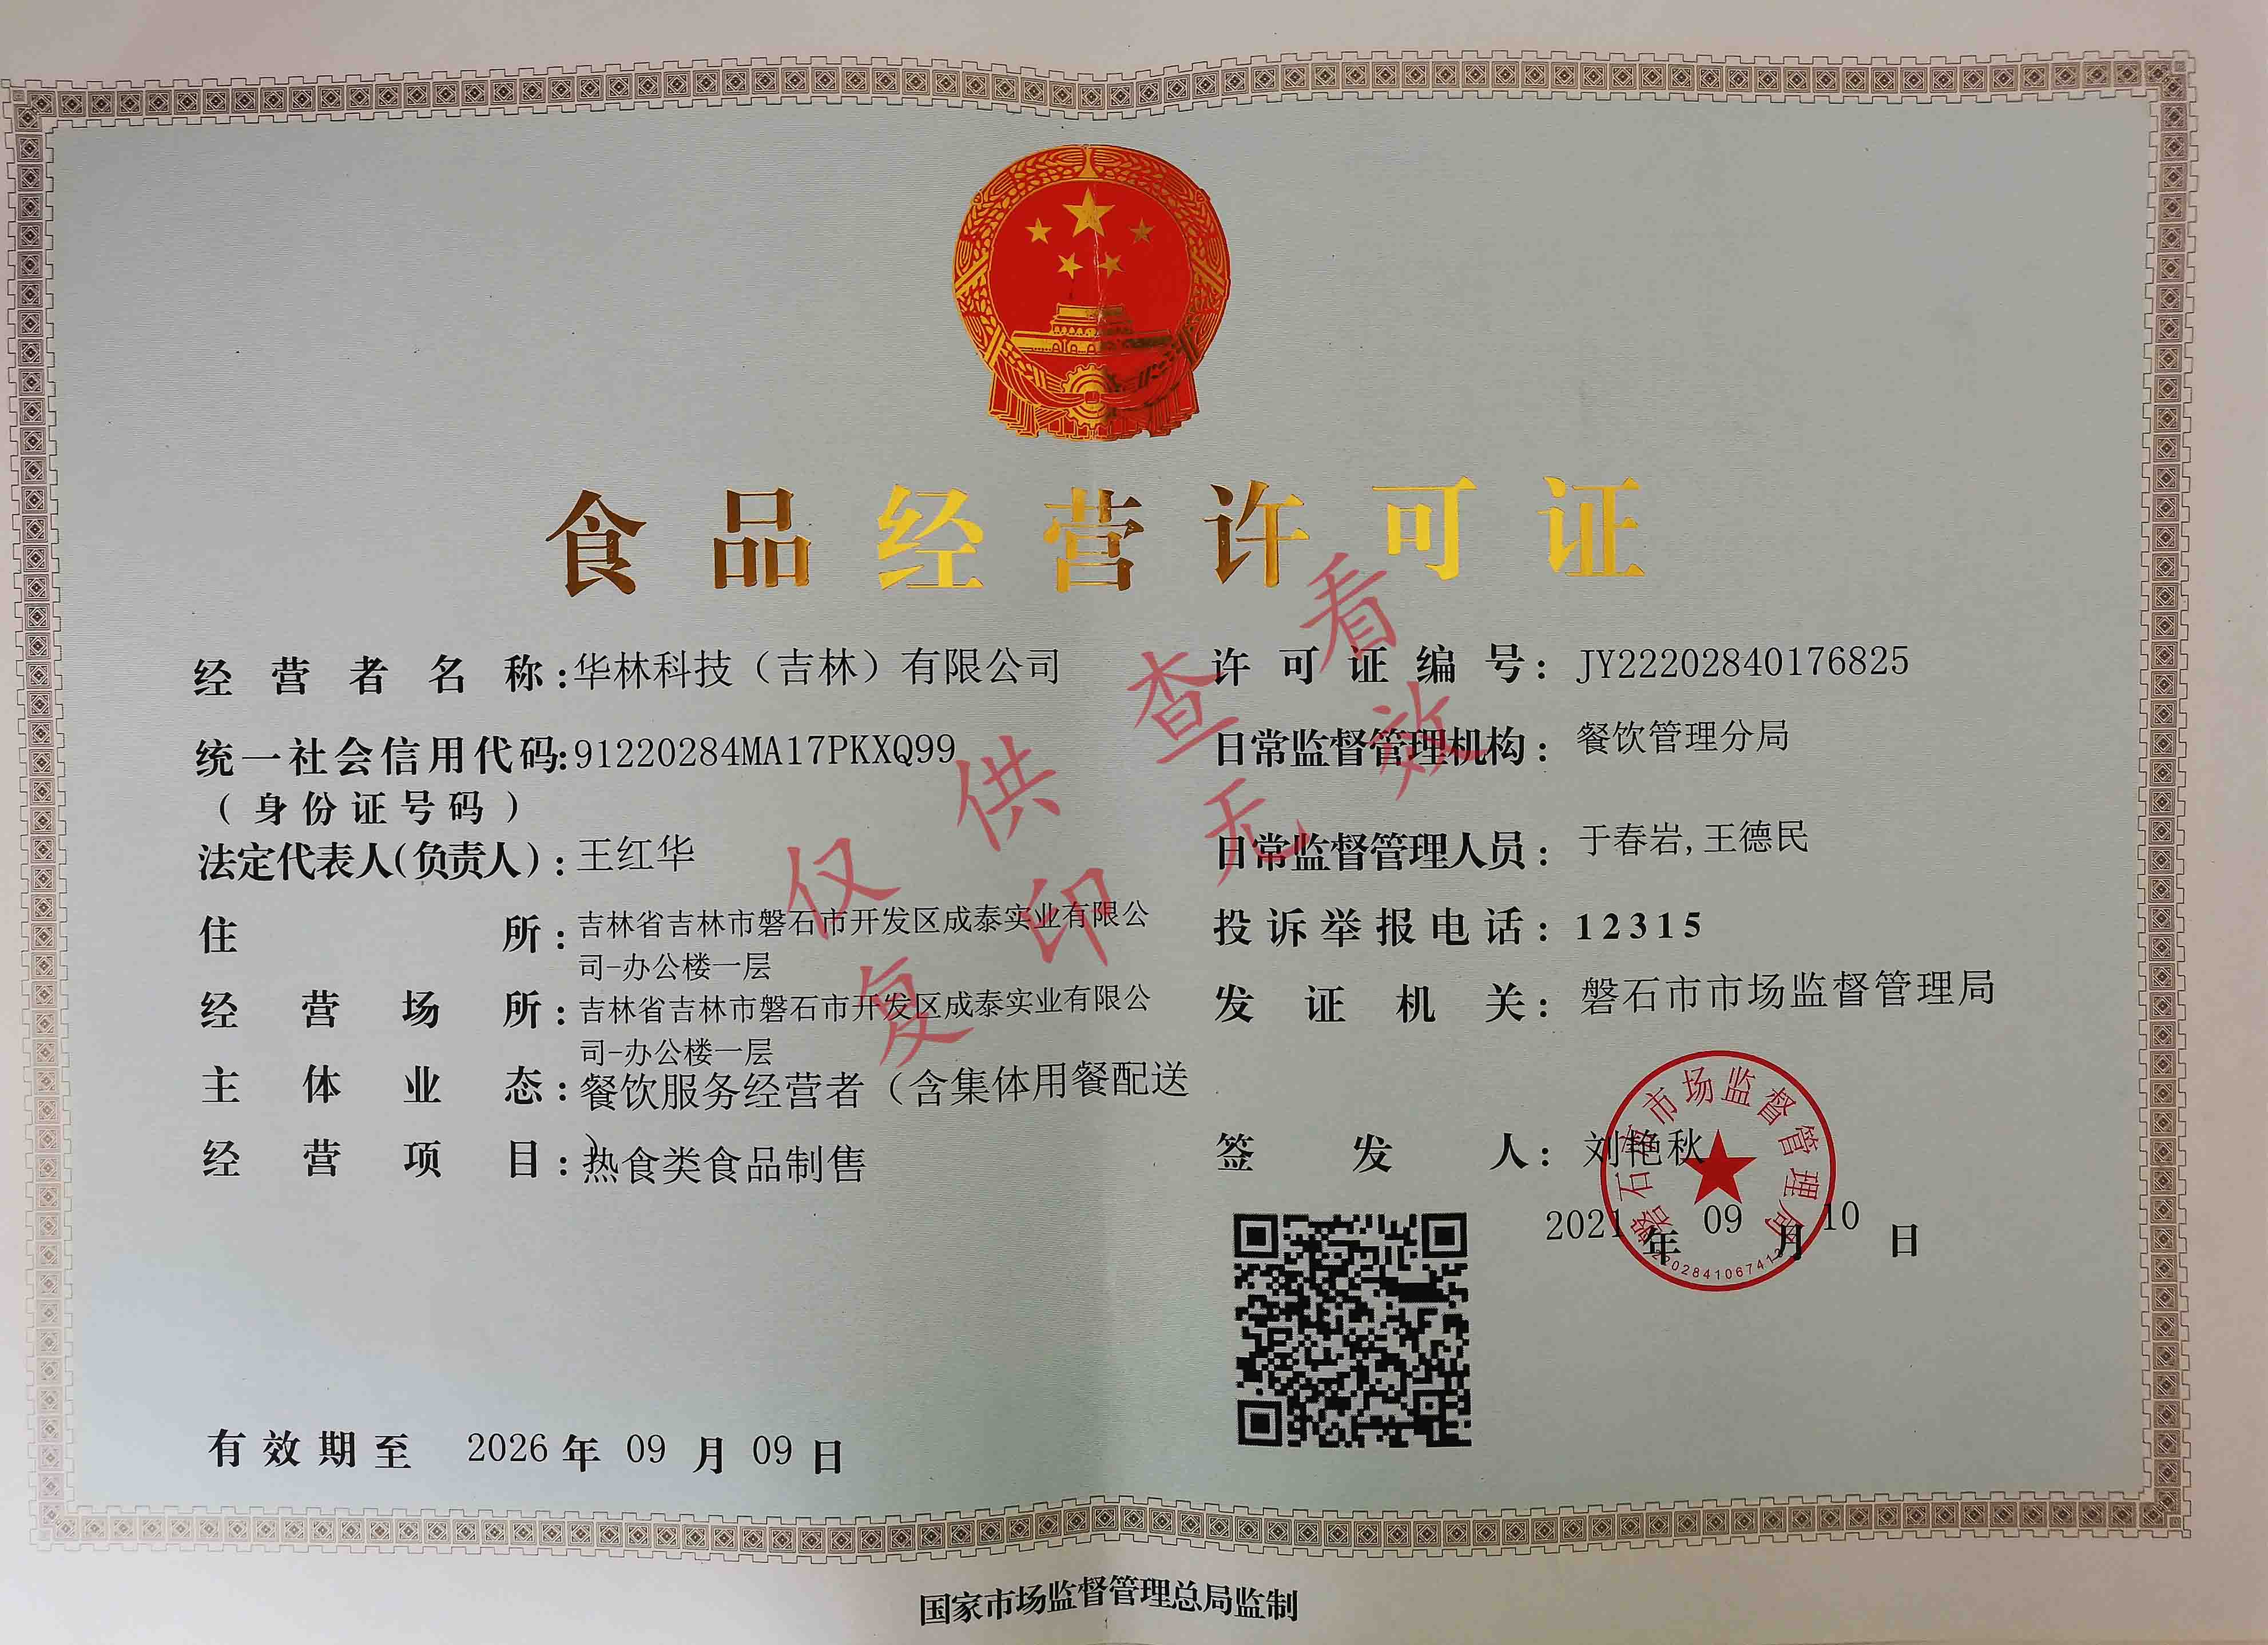 食品经营许可证
经营者名称:华林科技（吉林）有限公司
统一社会信用代码:91220284MA17PKXQ99
（身份证号码）
法定代表人(负责人):王红华
住所:吉林省吉林市磐石市开发区成泰实业有限公
司-办公楼一层
经营场所:吉林省吉林市磐石市开发区成泰实业有限公
司-办公楼一层
主体业态:餐饮服务经营者（含集体用餐配送
）
经营项目:热食类食品制售
有效期至 2026年09月09日
许可证编号: JY22202840176825
日常监督管理机构: 餐饮管理分局
日常监督管理人员: 于春岩,王德民
投诉举报电话: 12315
发证机关: 磐石市市场监督管理局
签发人: 刘艳秋
2021年09月10日
磐石市市场监督管理局
仅供查看
复印无效
国家市场监督管理总局监制